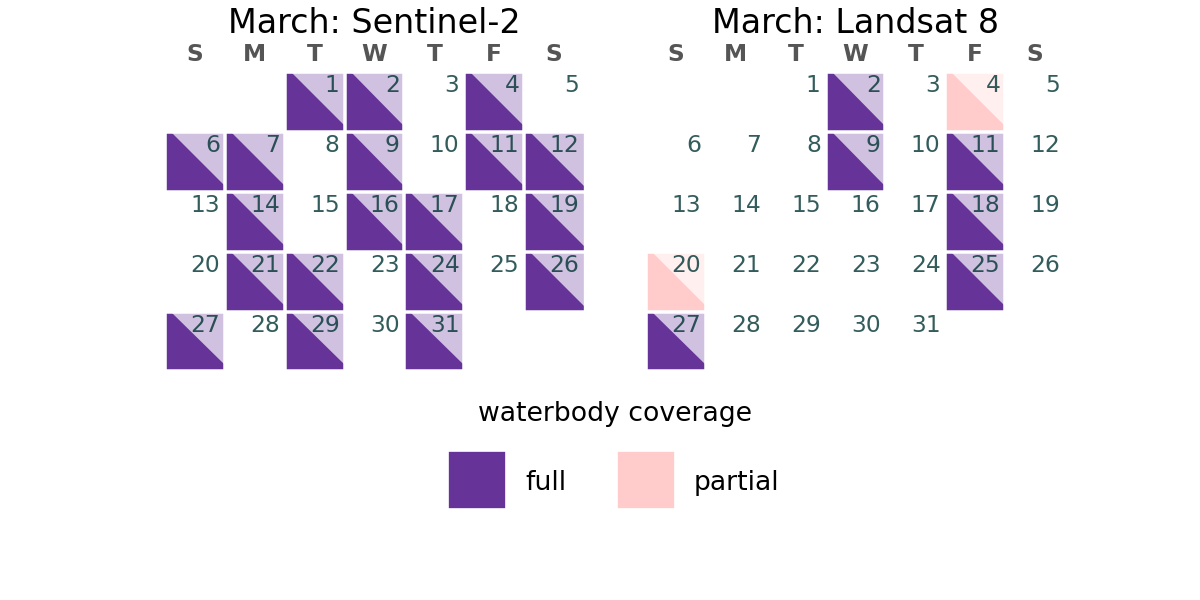 March: Sentinel-2
S M T W T F S
1 2 3 4 5
6 7 8 9 10 11 12
13 14 15 16 17 18 19
20 21 22 23 24 25 26
27 28 29 30 31
March: Landsat 8
S M T W T F S
1 2 3 4 5
6 7 8 9 10 11 12
13 14 15 16 17 18 19
20 21 22 23 24 25 26
27 28 29 30 31
waterbody coverage
full partial